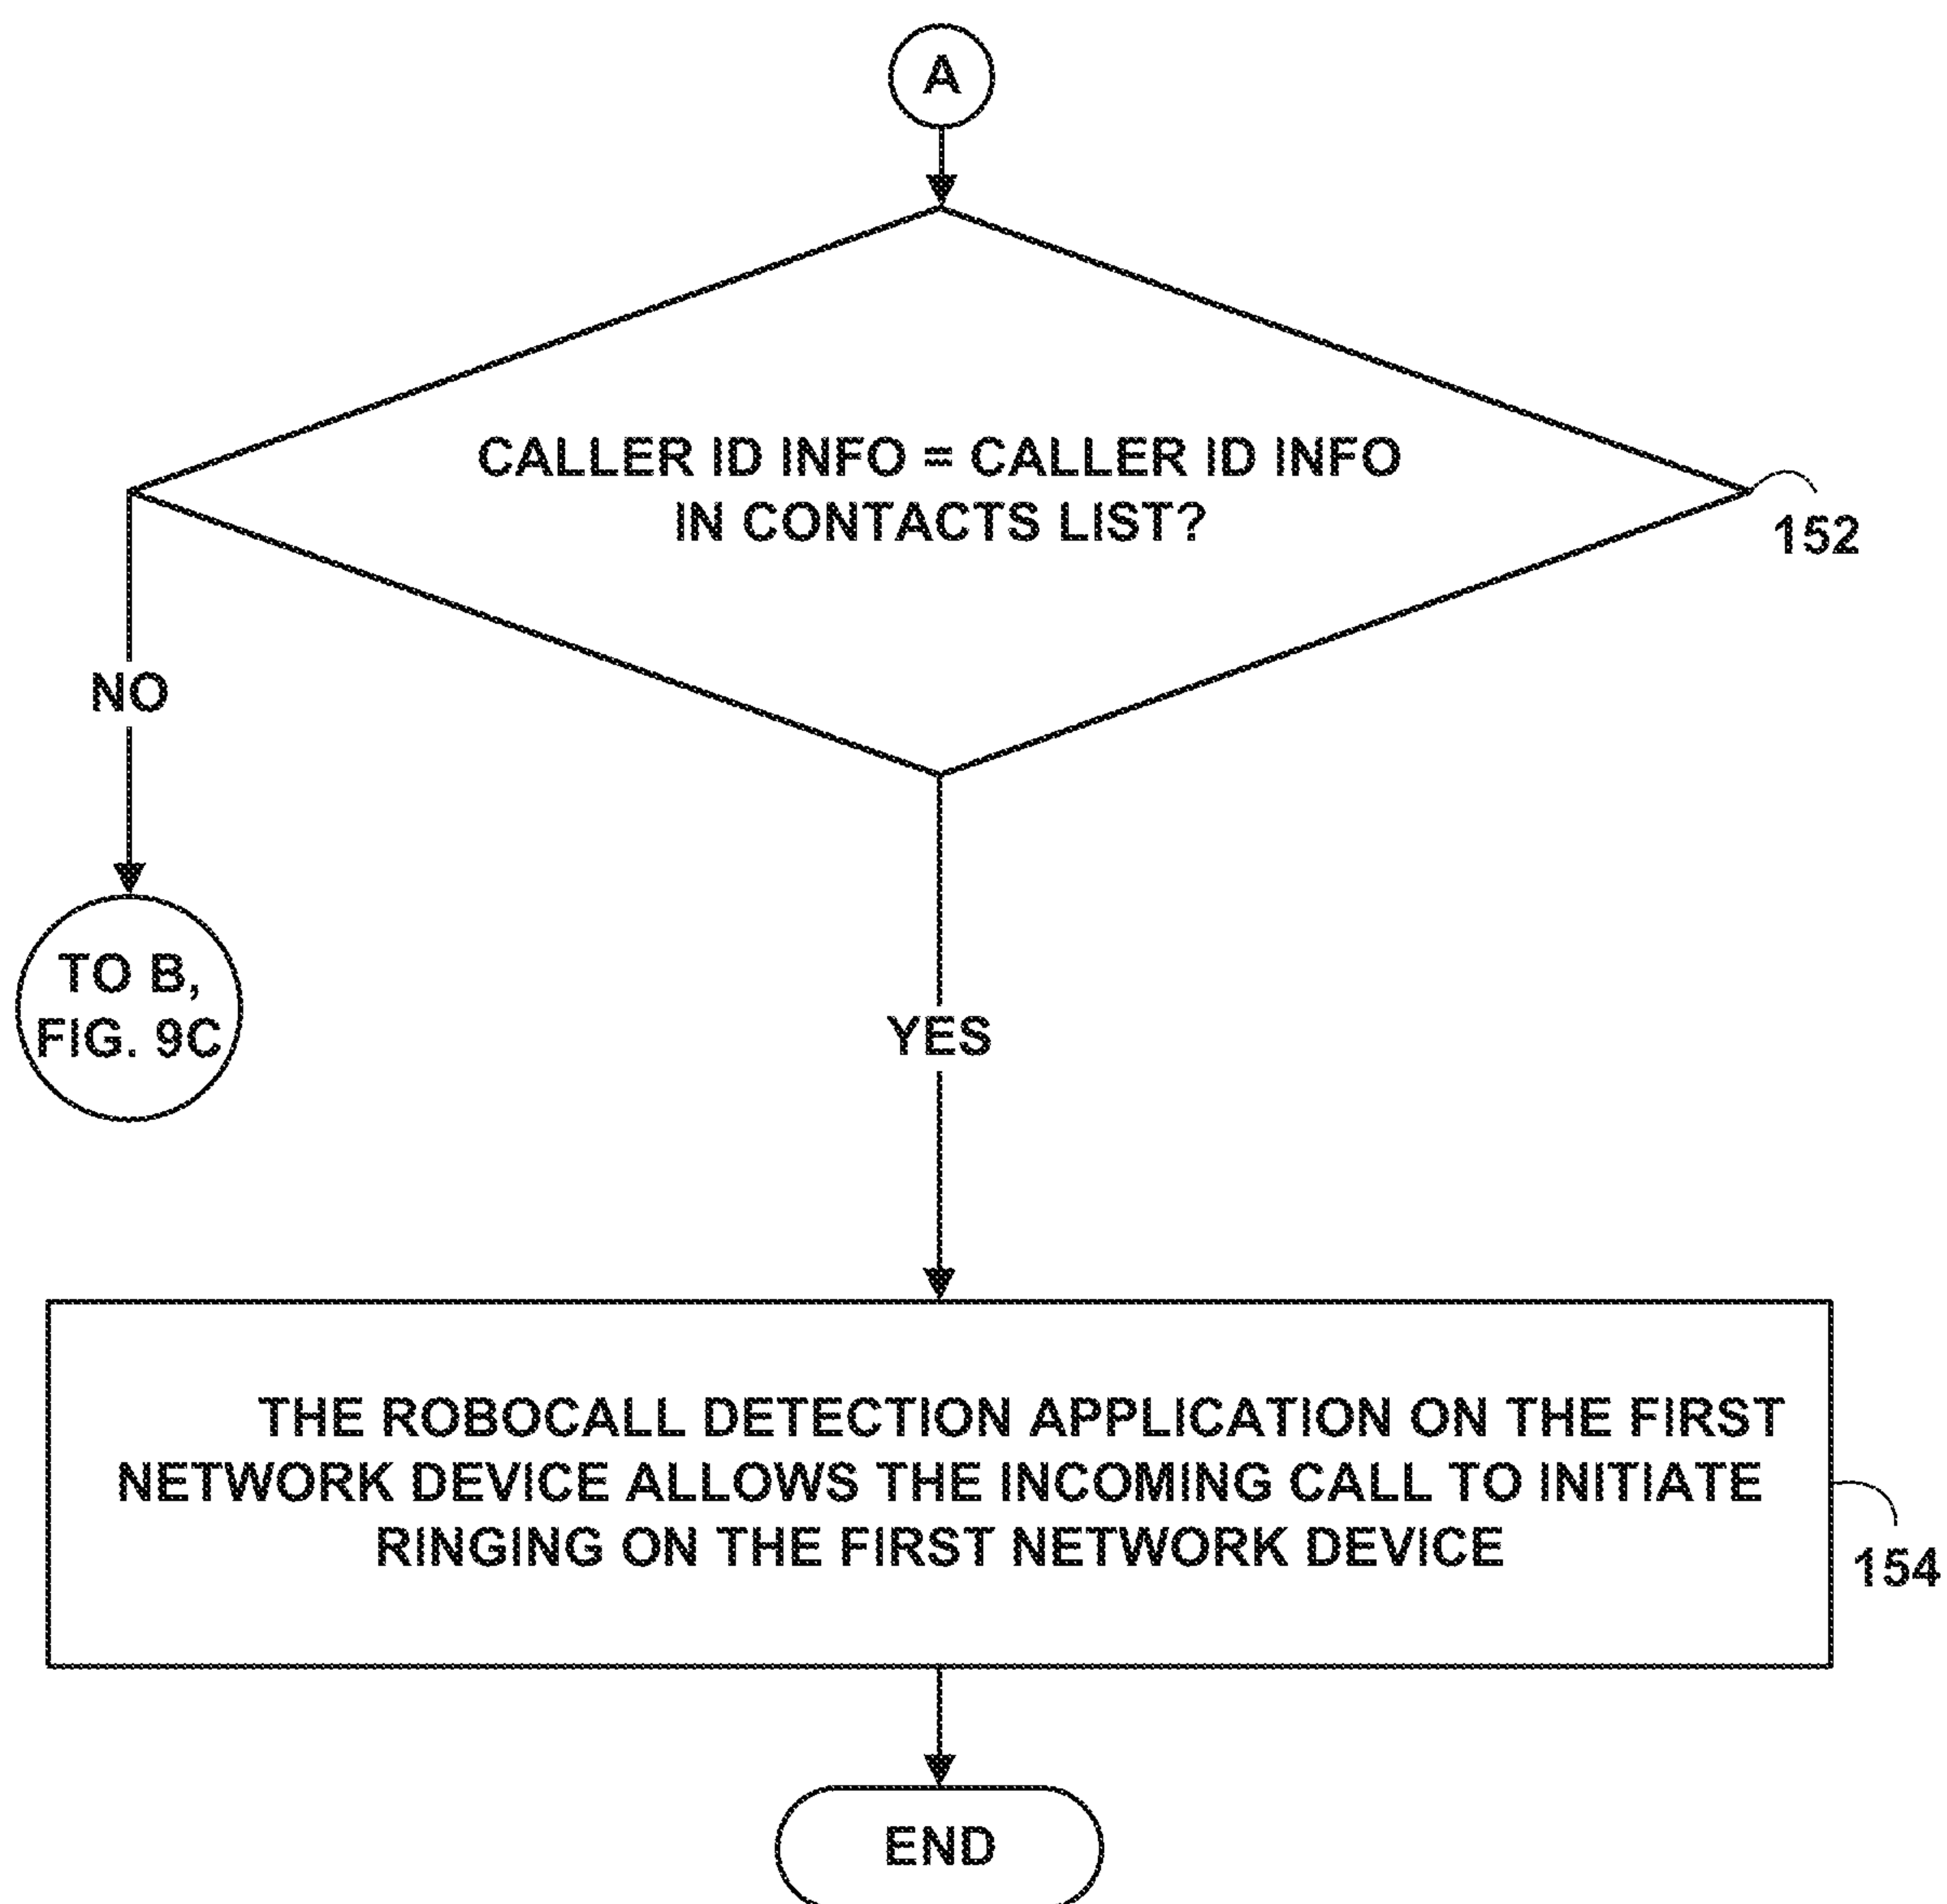 A
CALLER ID INFO = CALLER ID INFO
IN CONTACTS LIST?
152
NO
TO B,
FIG. 9C
YES
THE ROBOCALL DETECTION APPLICATION ON THE FIRST
NETWORK DEVICE ALLOWS THE INCOMING CALL TO INITIATE
RINGING ON THE FIRST NETWORK DEVICE
154
END